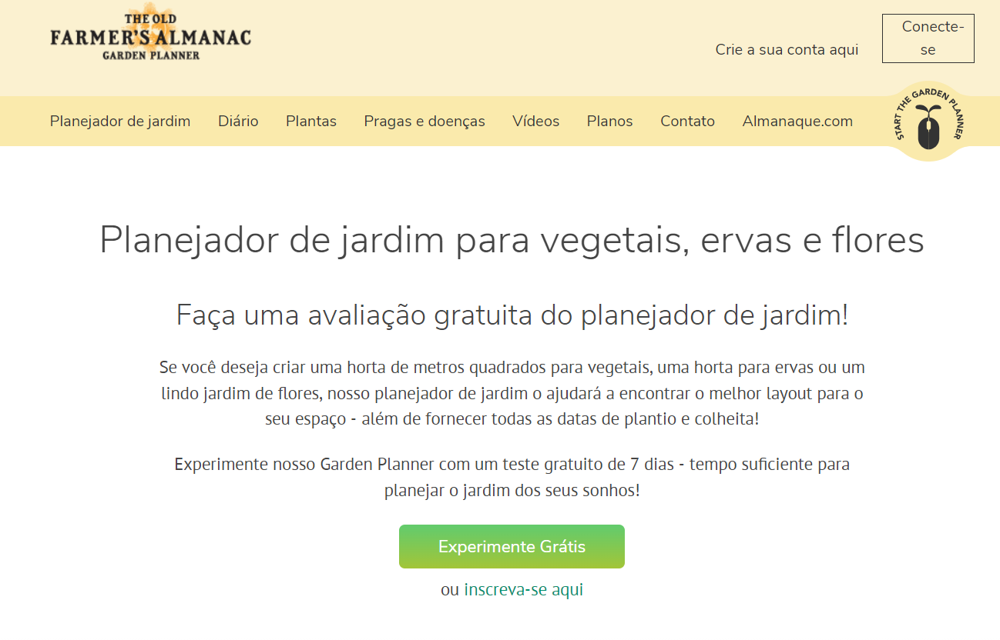 THE OLD
FARMER'S ALMANAC
GARDEN PLANNER
Crie a sua conta aqui
Conecte-
se
Planejador de jardim Diário Plantas Pragas e doenças Vídeos Planos Contato Almanaque.com
START THE GARDEN PLANNER
Planejador de jardim para vegetais, ervas e flores
Faça uma avaliação gratuita do planejador de jardim!
Se você deseja criar uma horta de metros quadrados para vegetais, uma horta para ervas ou um
lindo jardim de flores, nosso planejador de jardim o ajudará a encontrar o melhor layout para o
seu espaço - além de fornecer todas as datas de plantio e colheita!
Experimente nosso Garden Planner com um teste gratuito de 7 dias - tempo suficiente para
planejar o jardim dos seus sonhos!
Experimente Grátis
ou inscreva-se aqui